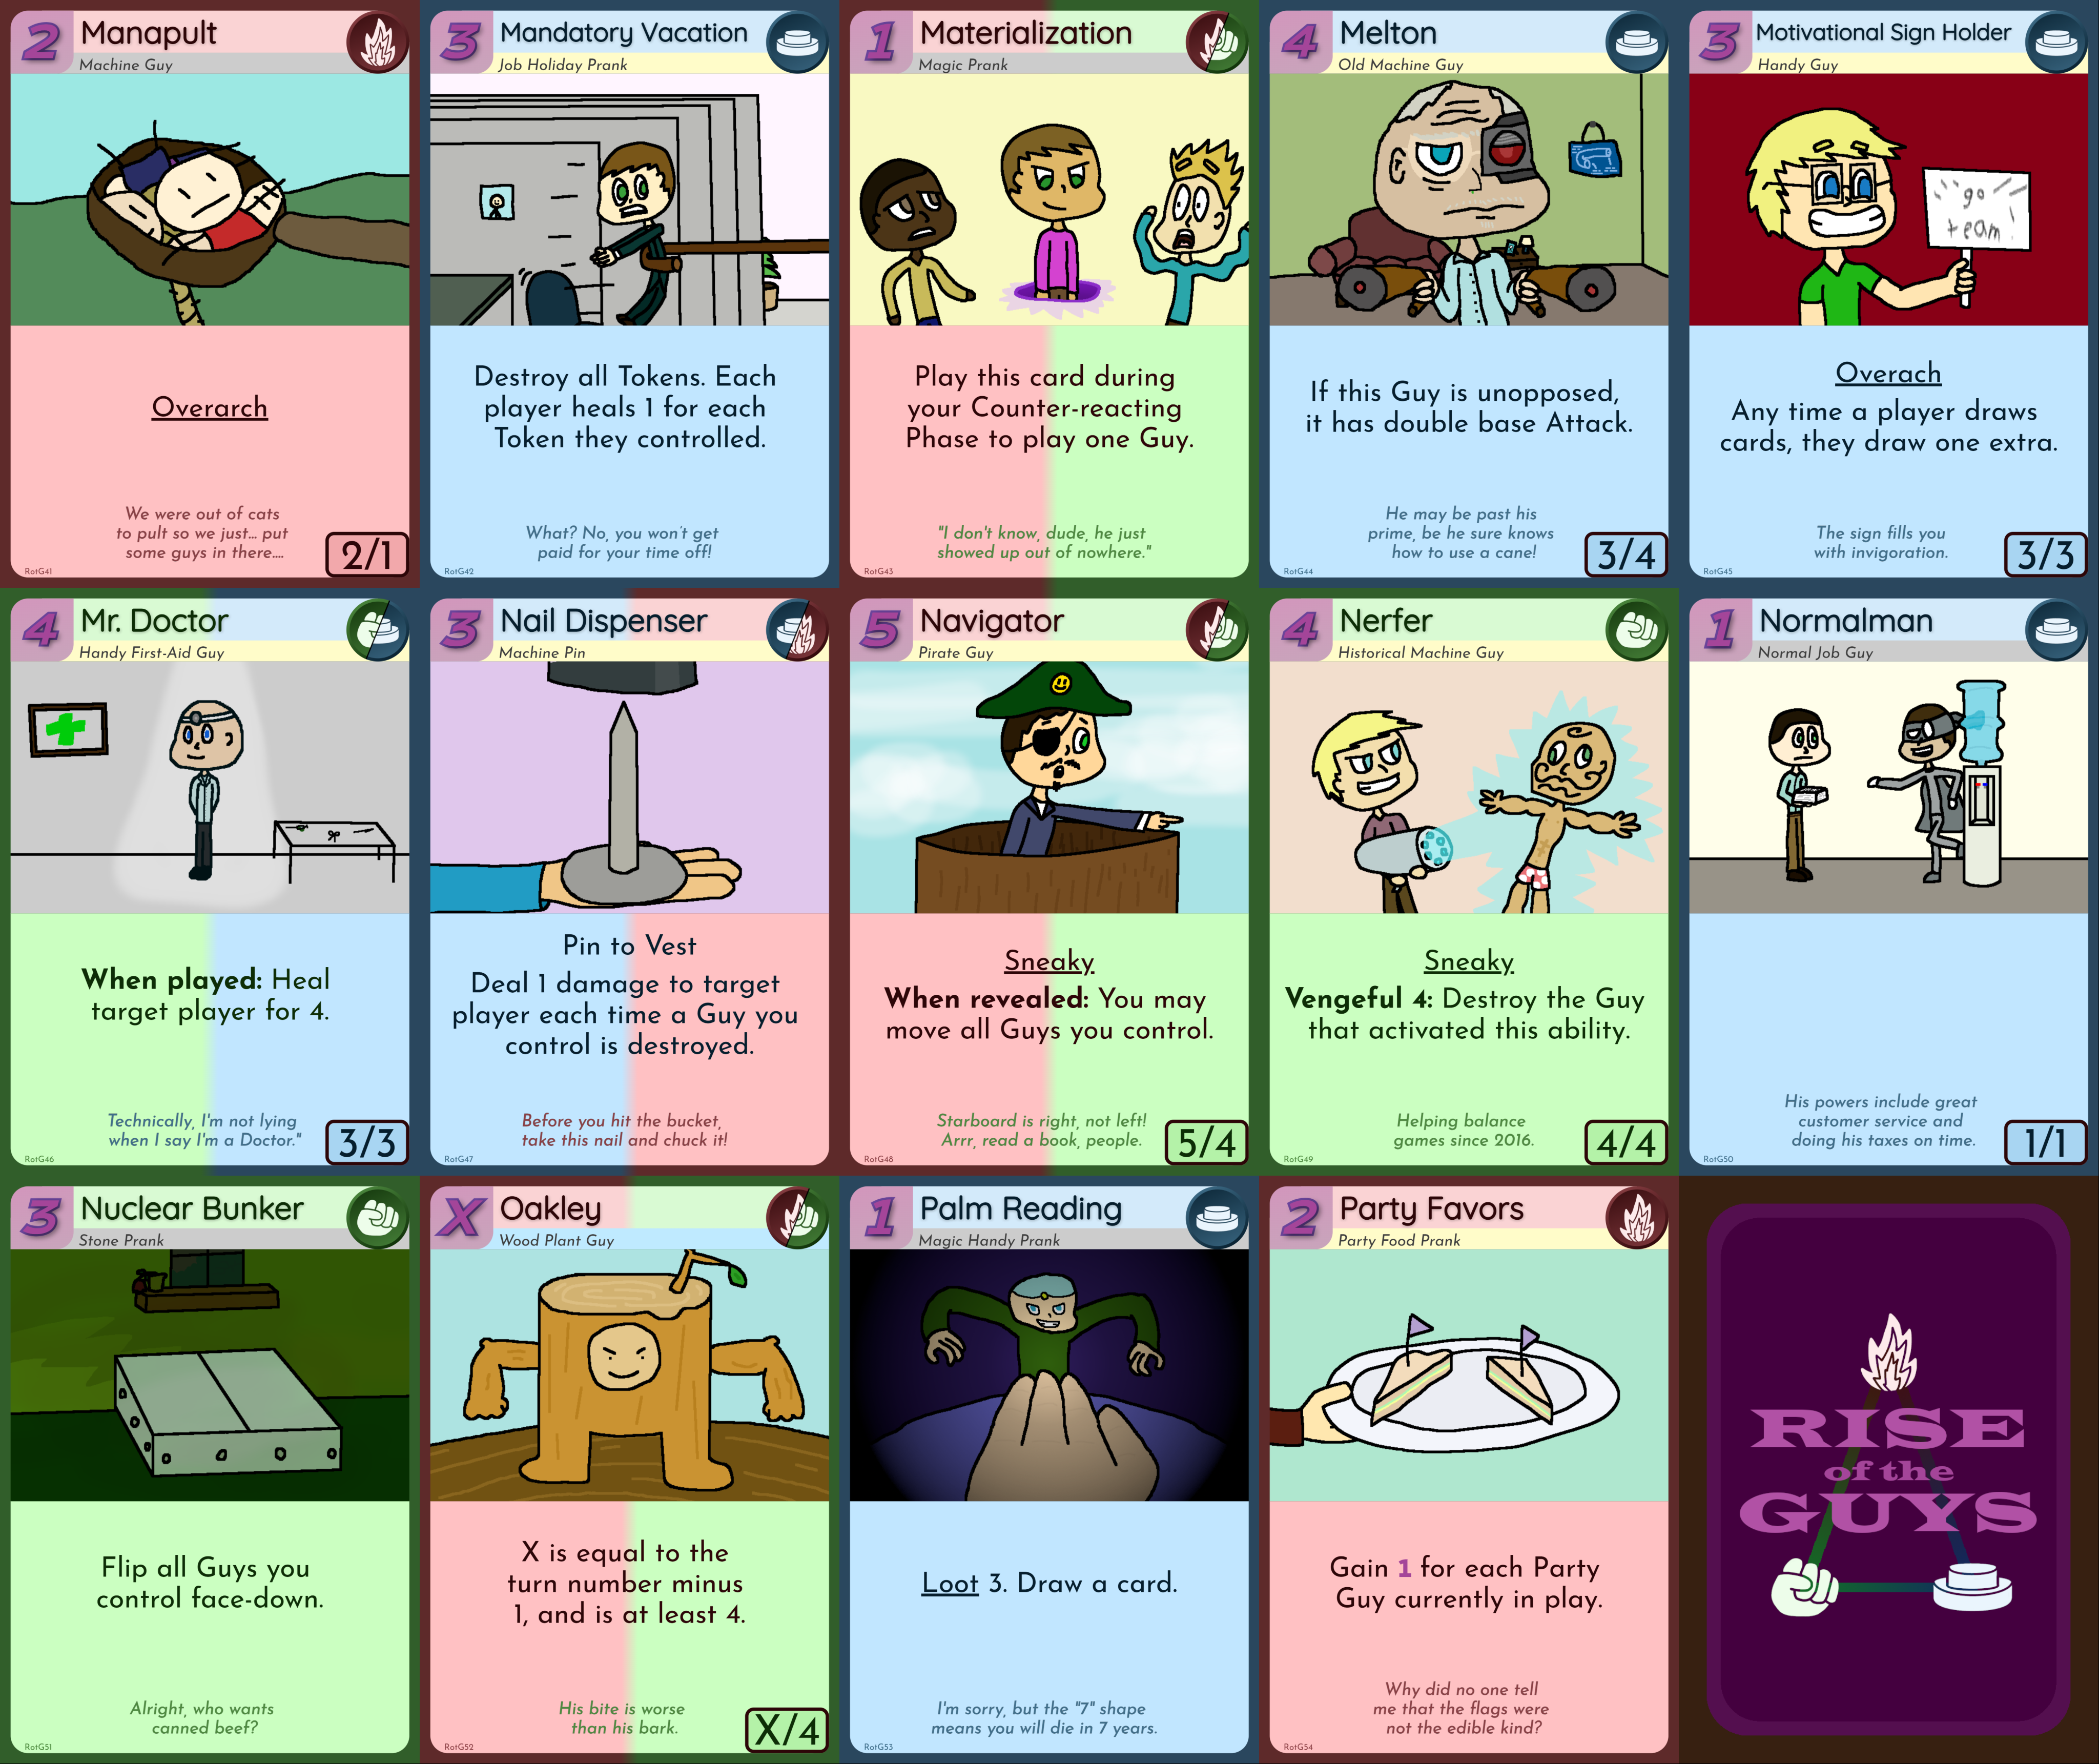 2 Manapult
Machine Guy
Overarch
We were out of cats
to pult so we just... put
some guys in there....
2/1
RotG41
3 Mandatory Vacation
Job Holiday Prank
Destroy all Tokens. Each
player heals 1 for each
Token they controlled.
What? No, you won't get
paid for your time off!
RotG42
1 Materialization
Magic Prank
Play this card during
your Counter-reacting
Phase to play one Guy.
"I don't know, dude, he just
showed up out of nowhere."
RotG43
4 Melton
Old Machine Guy
If this Guy is unopposed,
it has double base Attack.
He may be past his
prime, be he sure knows
how to use a cane!
3/4
RotG44
3 Motivational Sign Holder
Handy Guy
go
team!
Overach
Any time a player draws
cards, they draw one extra.
The sign fills you
with invigoration.
3/3
RotG45
4 Mr. Doctor
Handy First-Aid Guy
When played: Heal
target player for 4.
Technically, I'm not lying
when I say I'm a Doctor."
3/3
RotG46
3 Nail Dispenser
Machine Pin
Pin to Vest
Deal 1 damage to target
player each time a Guy you
control is destroyed.
Before you hit the bucket,
take this nail and chuck it!
RotG47
5 Navigator
Pirate Guy
Sneaky
When revealed: You may
move all Guys you control.
Starboard is right, not left!
Arrr, read a book, people.
5/4
RotG48
4 Nerfer
Historical Machine Guy
Sneaky
Vengeful 4: Destroy the Guy
that activated this ability.
Helping balance
games since 2016.
4/4
RotG49
1 Normalman
Normal Job Guy
His powers include great
customer service and
doing his taxes on time.
1/1
RotG50
3 Nuclear Bunker
Stone Prank
Flip all Guys you
control face-down.
Alright, who wants
canned beef?
RotG51
X Oakley
Wood Plant Guy
X is equal to the
turn number minus
1, and is at least 4.
His bite is worse
than his bark.
X/4
RotG52
1 Palm Reading
Magic Handy Prank
Loot 3. Draw a card.
I'm sorry, but the "7" shape
means you will die in 7 years.
RotG53
2 Party Favors
Party Food Prank
Gain 1 for each Party
Guy currently in play.
Why did no one tell
me that the flags were
not the edible kind?
RotG54
RISE
of the
GUYS